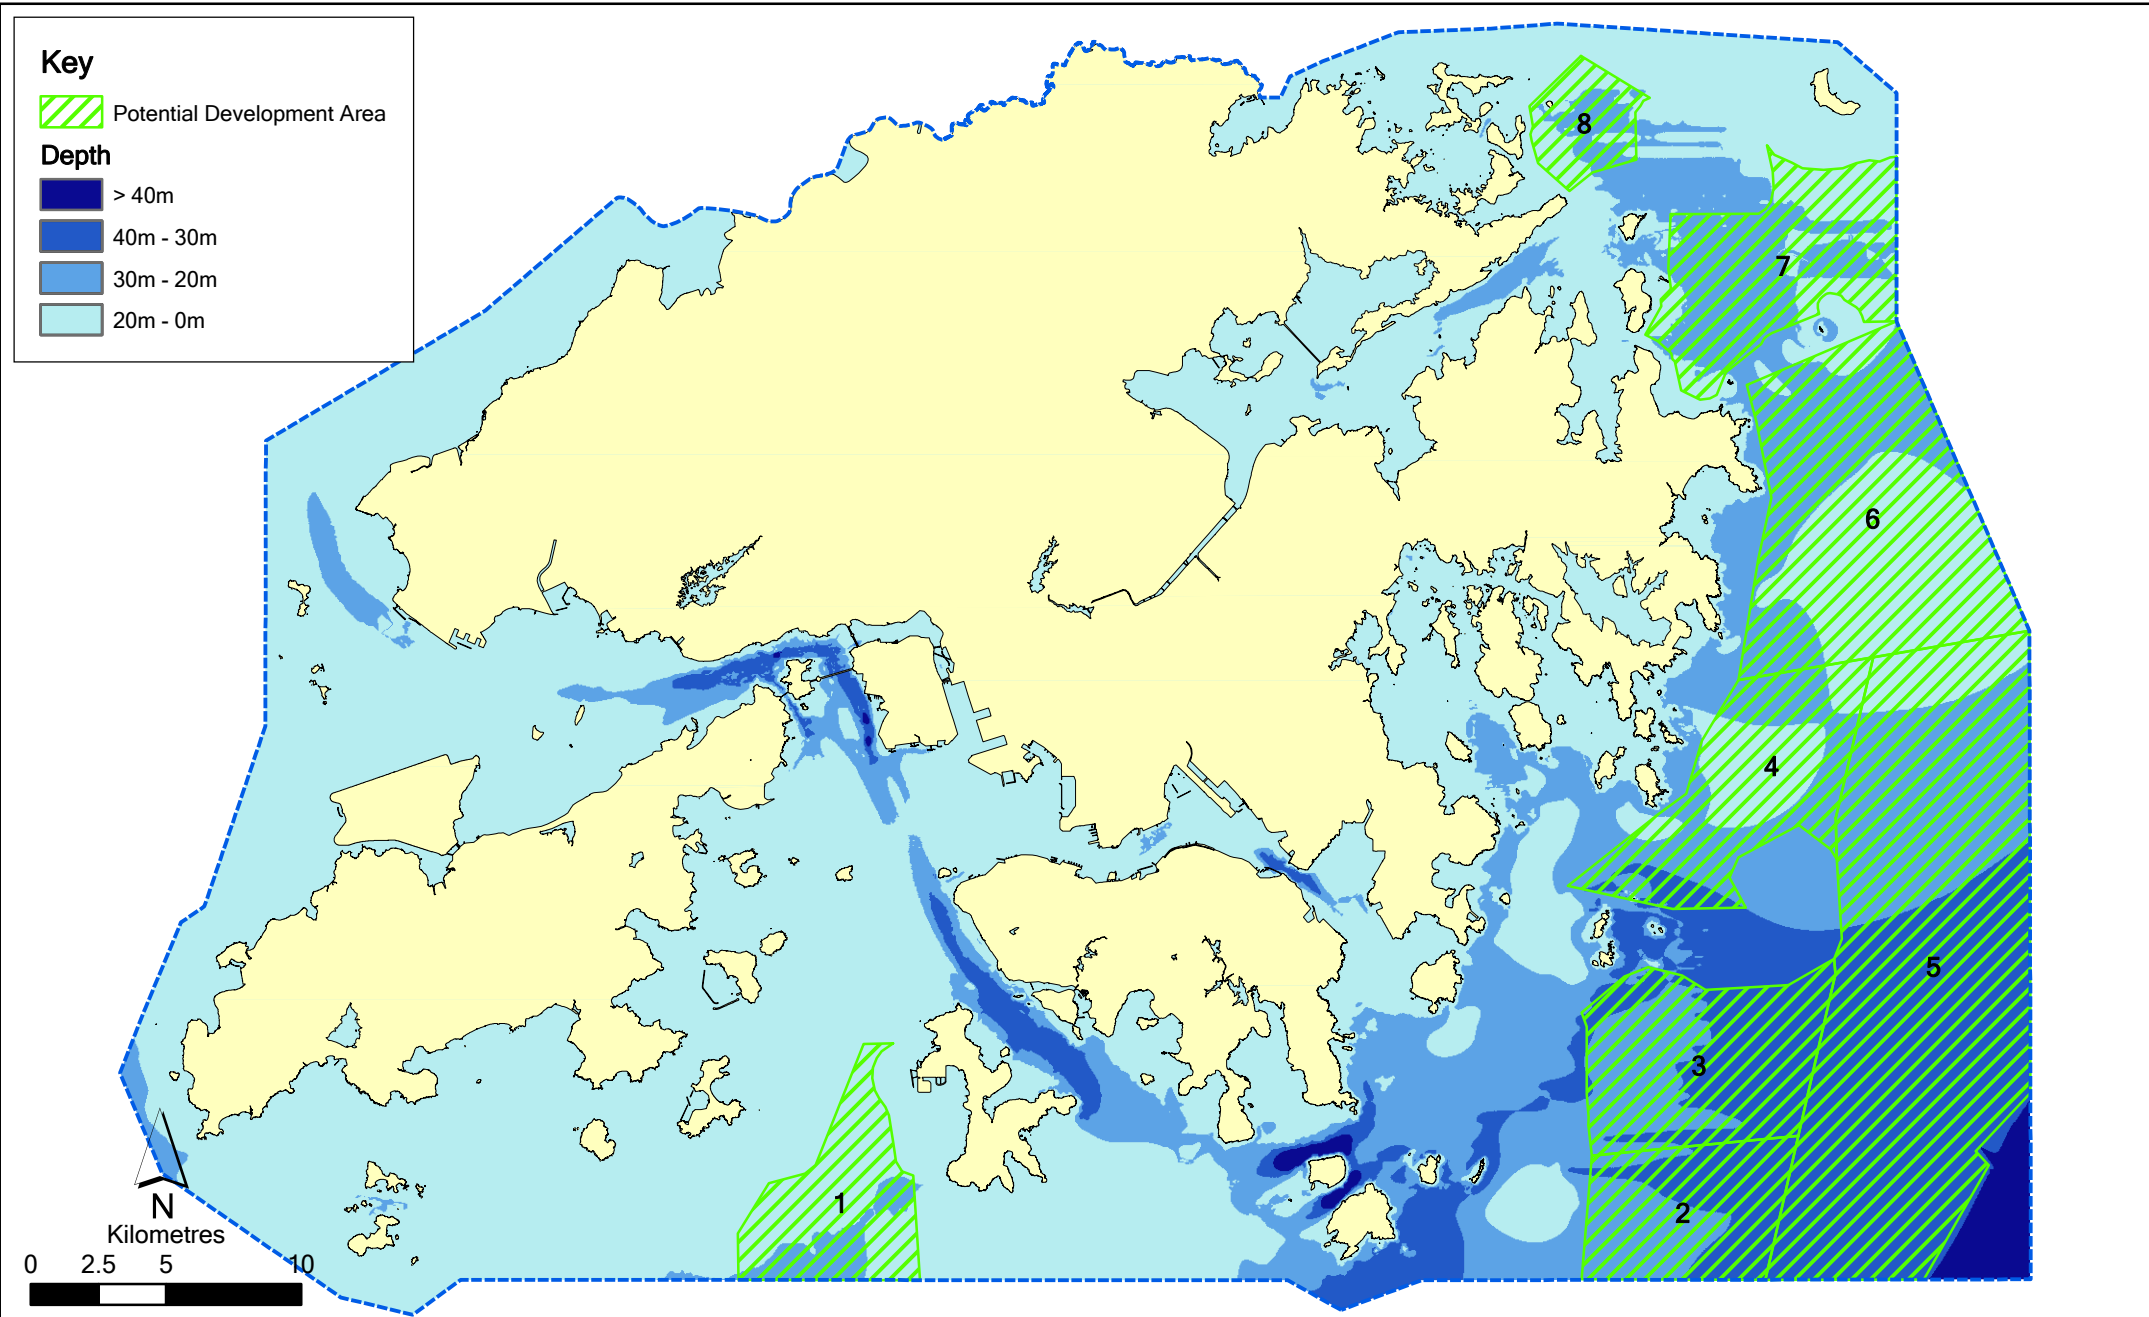 Key
Potential Development Area
Depth
> 40m
40m - 30m
30m - 20m
20m - 0m
8
7
6
4
5
3
1
2
N
Kilometres
0 2.5 5 10